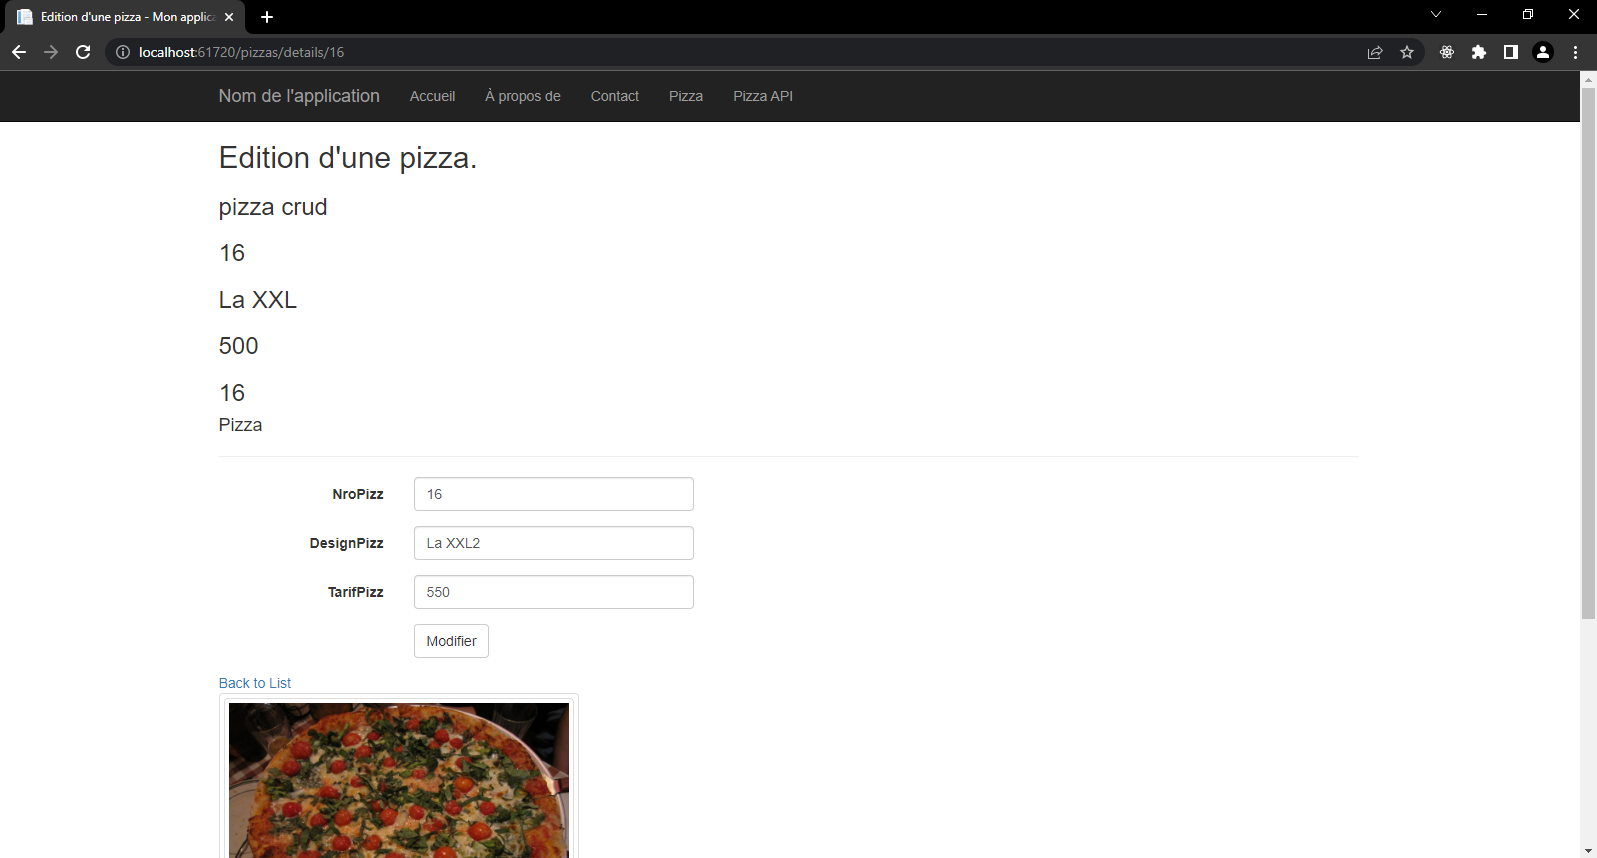 Edition d'une pizza - Mon applica
localhost:61720/pizzas/details/16
Nom de l'application Accueil À propos de Contact Pizza Pizza API
Edition d'une pizza.
pizza crud
16
La XXL
500
16
Pizza
NroPizz 16
DesignPizz La XXL2
TarifPizz 550
Modifier
Back to List